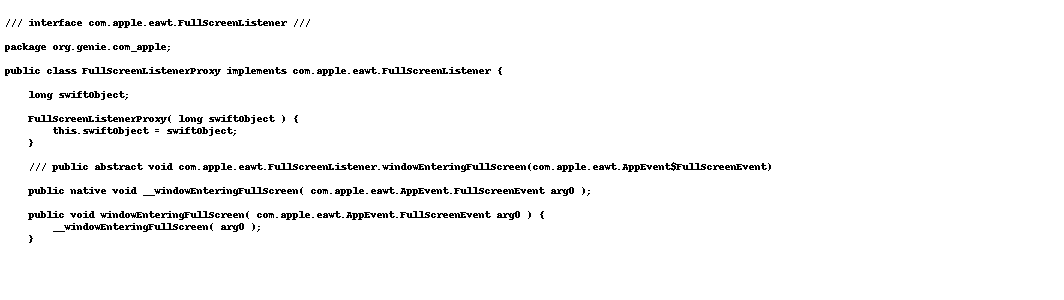 /// interface com.apple.eawt.FullScreenListener ///
package org.genie.com_apple;
public class FullScreenListenerProxy implements com.apple.eawt.FullScreenListener {
long swiftObject;
FullScreenListenerProxy( long swiftObject ) {
this.swiftObject = swiftObject;
}
/// public abstract void com.apple.eawt.FullScreenListener.windowEnteringFullScreen(com.apple.eawt.AppEvent$FullScreenEvent)
public native void __windowEnteringFullScreen( com.apple.eawt.AppEvent.FullScreenEvent arg0 );
public void windowEnteringFullScreen( com.apple.eawt.AppEvent.FullScreenEvent arg0 ) {
__windowEnteringFullScreen( arg0 );
}